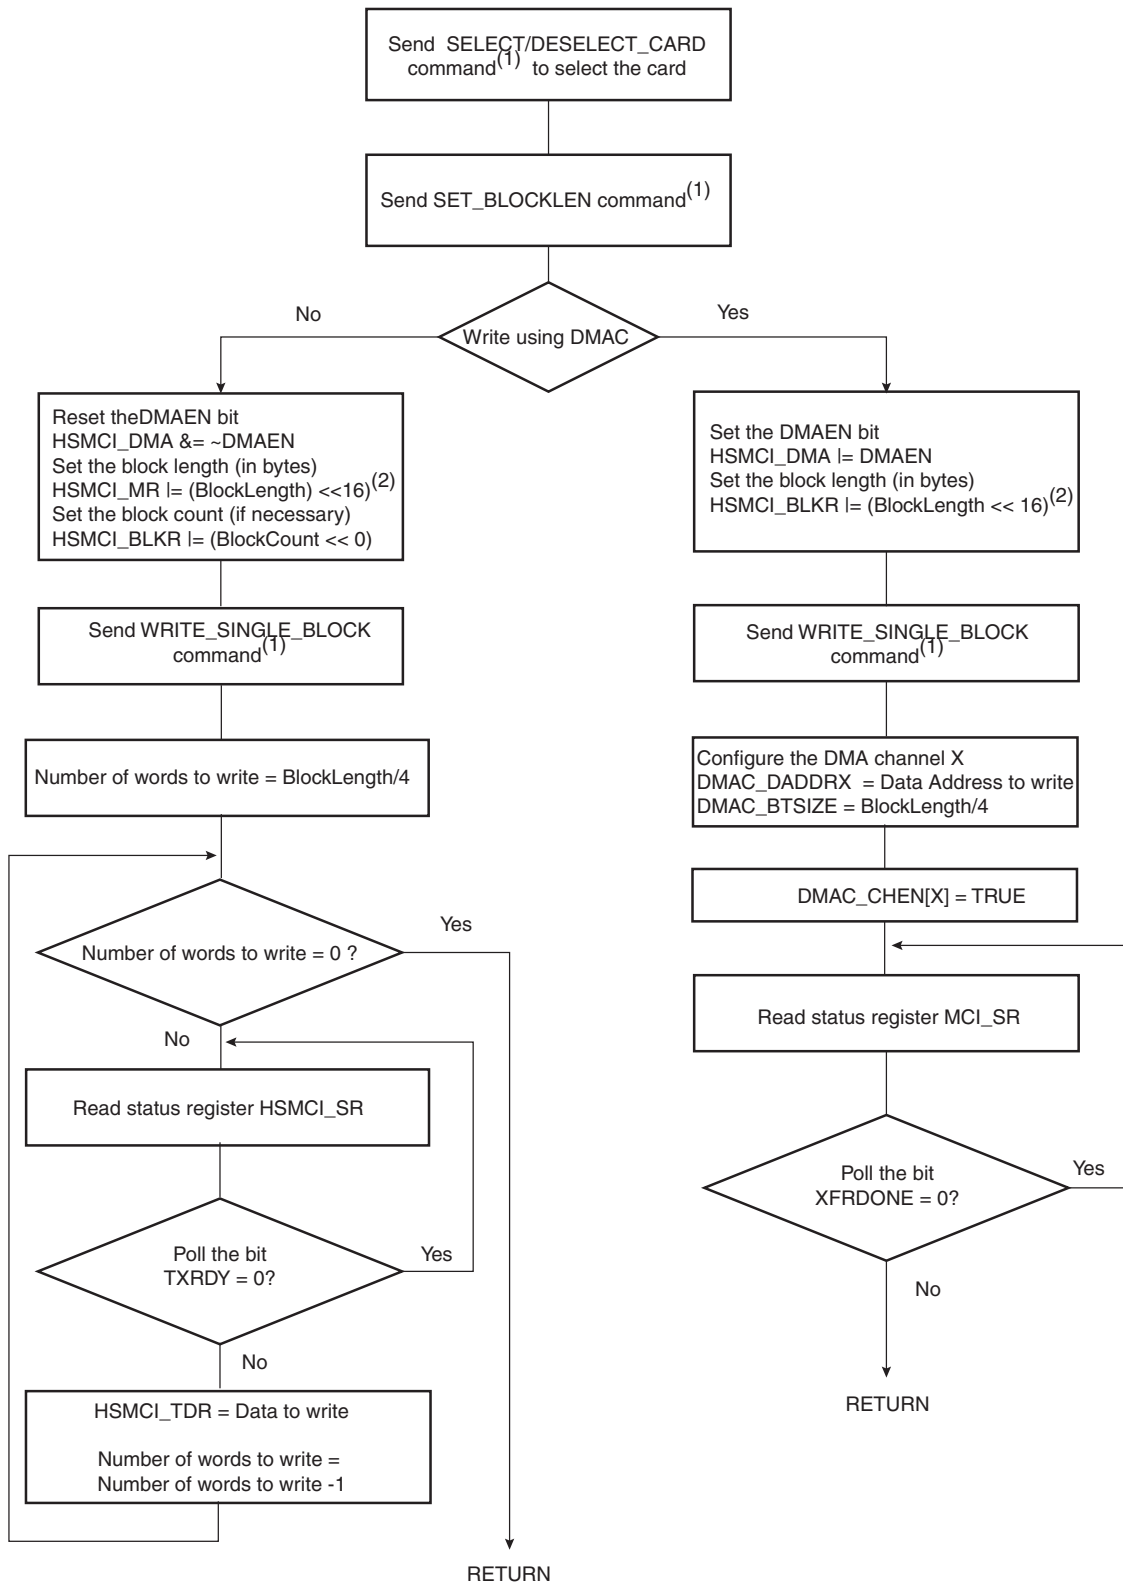 Send SELECT/DESELECT_CARD
command(1) to select the card
Send SET_BLOCKLEN command(1)
No
Yes
Write using DMAC
Reset theDMAEN bit
HSMCI_DMA &= ~DMAEN
Set the block length (in bytes)
HSMCI_MR |= (BlockLength) <<16)(2)
Set the block count (if necessary)
HSMCI_BLKR |= (BlockCount << 0)
Send WRITE_SINGLE_BLOCK
command(1)
Number of words to write = BlockLength/4
Number of words to write = 0 ?
Yes
No
Read status register HSMCI_SR
Poll the bit
TXRDY = 0?
Yes
No
HSMCI_TDR = Data to write
Number of words to write =
Number of words to write -1
RETURN
Set the DMAEN bit
HSMCI_DMA |= DMAEN
Set the block length (in bytes)
HSMCI_BLKR |= (BlockLength << 16)(2)
Send WRITE_SINGLE_BLOCK
command(1)
Configure the DMA channel X
DMAC_DADDRX = Data Address to write
DMAC_BTSIZE = BlockLength/4
DMAC_CHEN[X] = TRUE
Read status register MCI_SR
Poll the bit
XFRDONE = 0?
Yes
No
RETURN